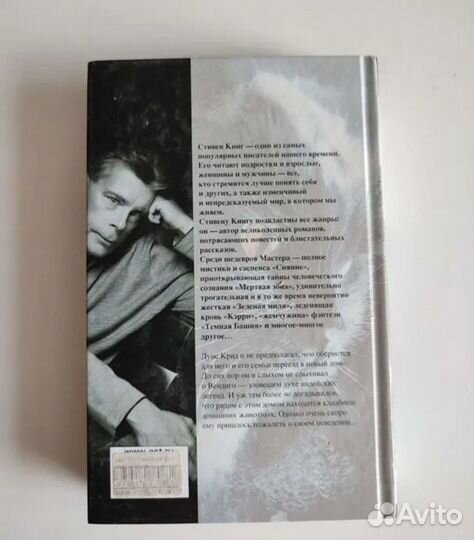 Стивен Кинг — один из самых
популярных писателей нашего времени.
Его читают подростки и взрослые,
женщины и мужчины — все,
кто стремится лучше понять себя
и других, а также изменчивый
и непредсказуемый мир, в котором мы
живем.
Стивену Кингу подвластны все жанры:
он — автор великолепных романов,
потрясающих повестей и блистательных
рассказов.
Среди шедевров Мастера — полное
мистики и саспенса «Сияние»,
приоткрывающая тайны человеческого
сознания «Мертвая зона», удивительно
трогательная и в то же время невероятно
жесткая «Зеленая миля», леденящая
кровь «Кэрри», «жемчужина» фэнтези
«Темная Башня» и многое-многое
другое…
Луис Крид и не предполагал, чем обернется
для него и его семьи переезд в новый дом.
До сих пор он и слыхом не слыхивал
о Вендиго — зловещем духе индейских
легенд. И уж тем более не догадывался,
что рядом с этим домом находится кладбище
домашних животных. Однако очень скоро
ему пришлось пожалеть о своем неведении...
www.ast.ru
Avito